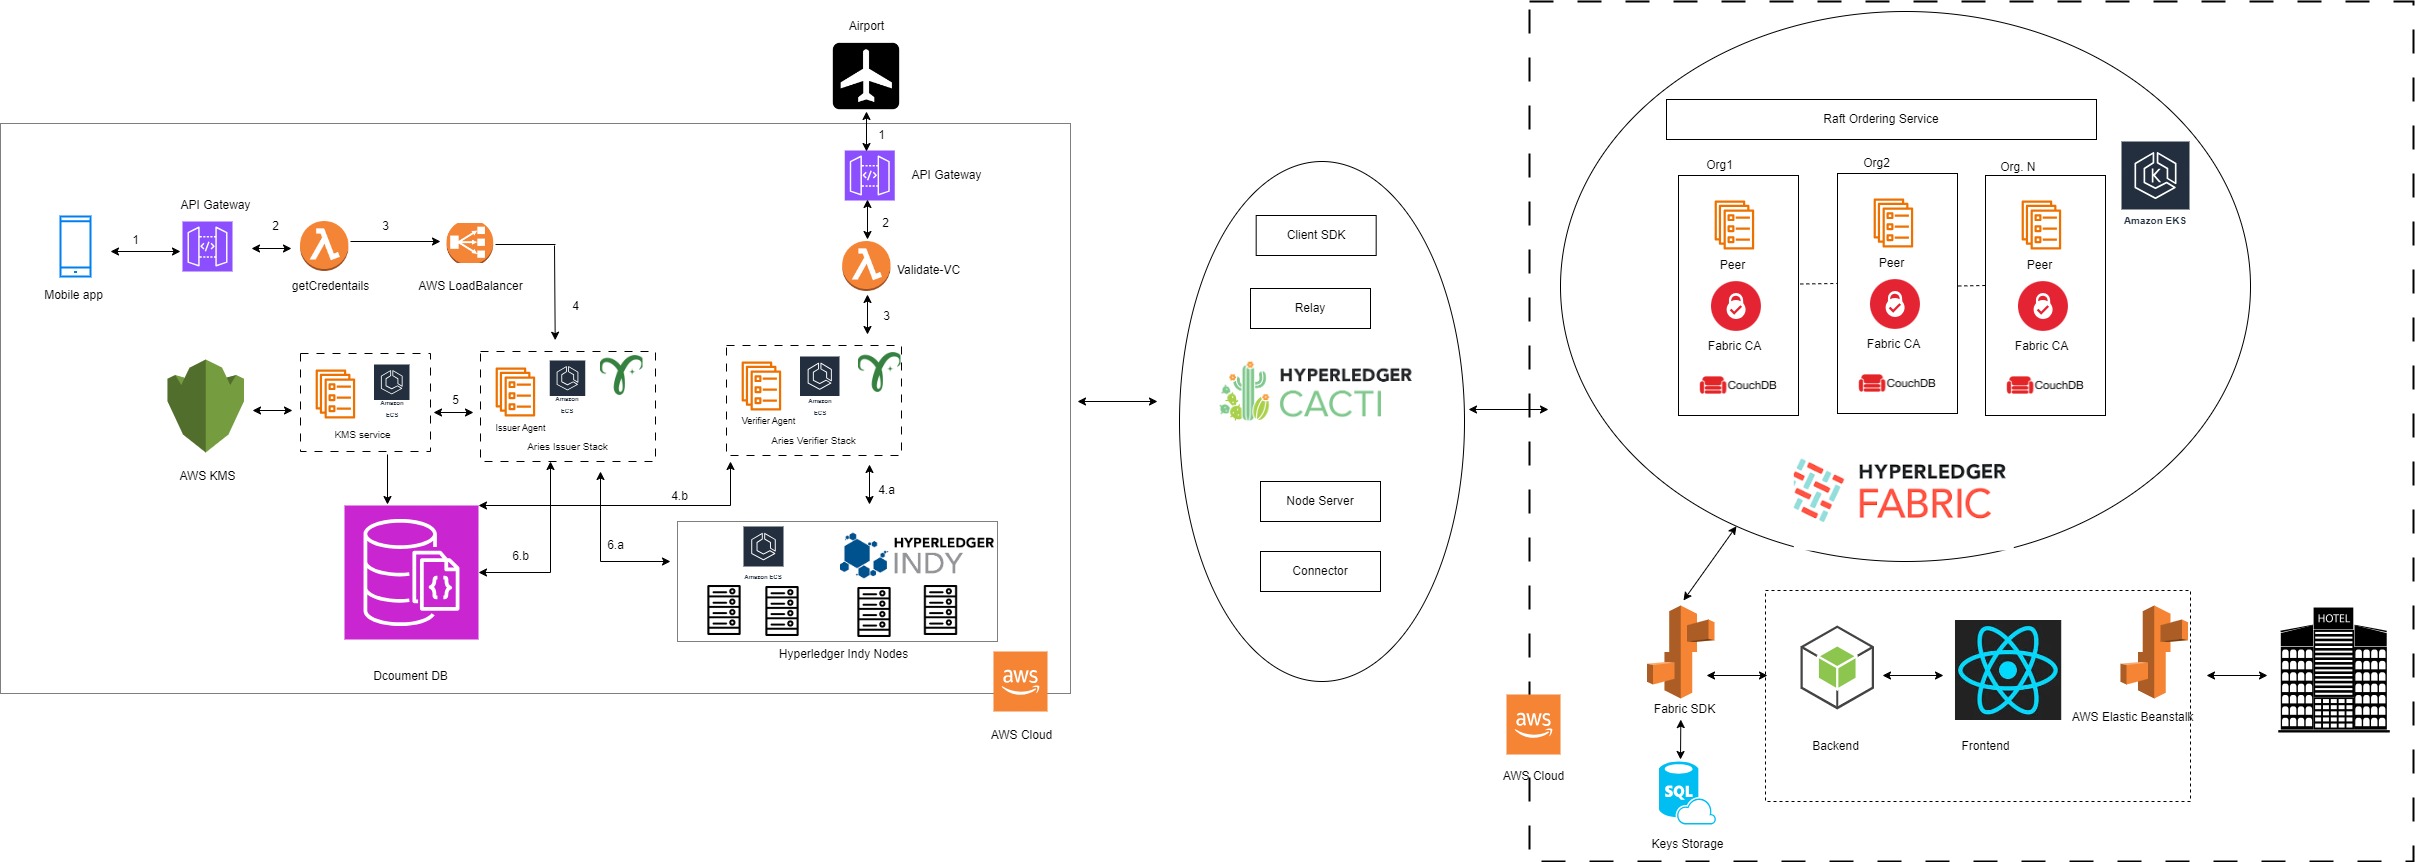 Airport
1
API Gateway
2
Validate-VC
3
API Gateway
1
2
3
Mobile app
getCredentails
AWS LoadBalancer
4
AWS KMS
Amazon
ECS
KMS service
5
Amazon
ECS
Issuer Agent
Aries Issuer Stack
Amazon
ECS
Verifier Agent
Aries Verifier Stack
4.b
4.a
6.b
6.a
Dcoument DB
Amazon ECS
HYPERLEDGER
INDY
Hyperledger Indy Nodes
aws
AWS Cloud
Client SDK
Relay
HYPERLEDGER
CACTI
Node Server
Connector
Raft Ordering Service
Org1
Org2
Org. N
Peer
Peer
Peer
Fabric CA
Fabric CA
Fabric CA
CouchDB
CouchDB
CouchDB
K
Amazon EKS
HYPERLEDGER
FABRIC
Fabric SDK
SQL
Keys Storage
Backend
Frontend
AWS Elastic Beanstalk
HOTEL
aws
AWS Cloud